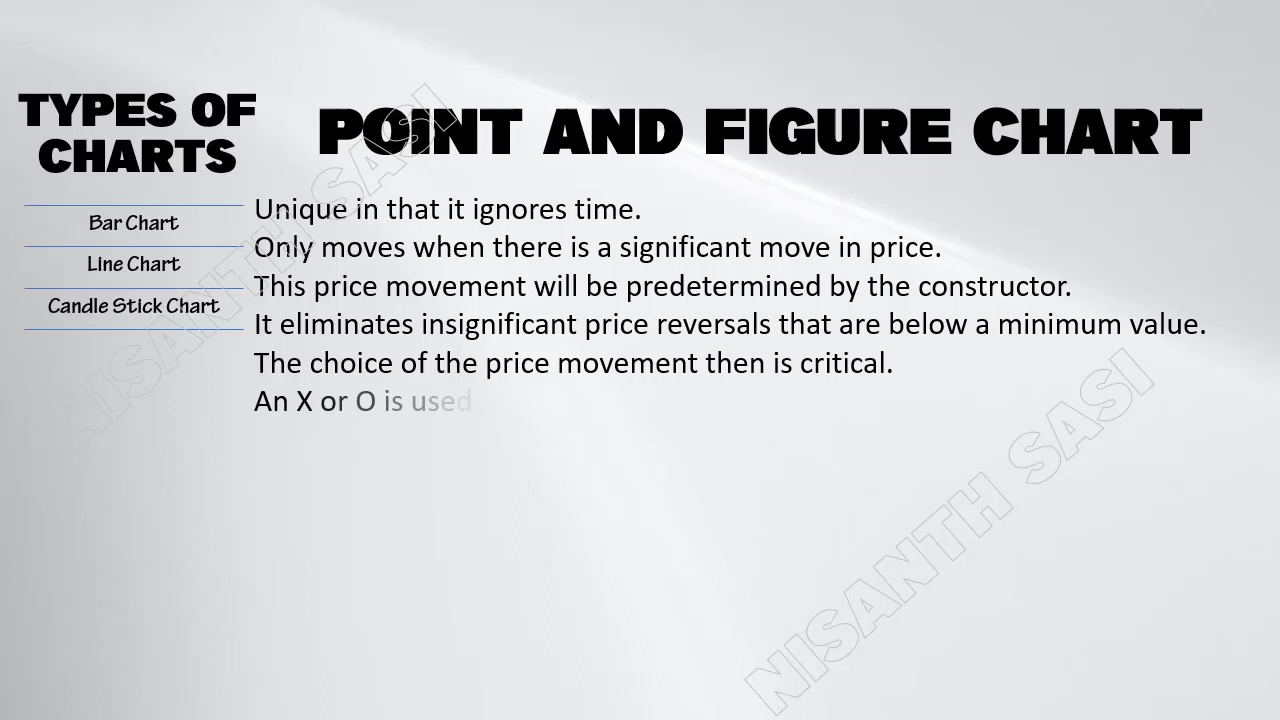 TYPES OF
CHARTS
Bar Chart
Line Chart
Candle Stick Chart
POINT AND FIGURE CHART
Unique in that it ignores time.
Only moves when there is a significant move in price.
This price movement will be predetermined by the constructor.
It eliminates insignificant price reversals that are below a minimum value.
The choice of the price movement then is critical.
An X or O is used
NISANTH SASI
NISANTH SASI